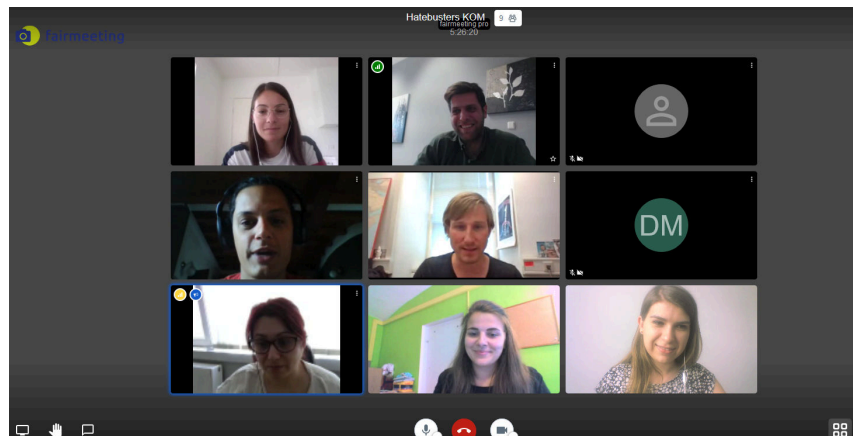 Hatebusters KOM 9
fairmeeting pro
5:26:20
fairmeeting
DM